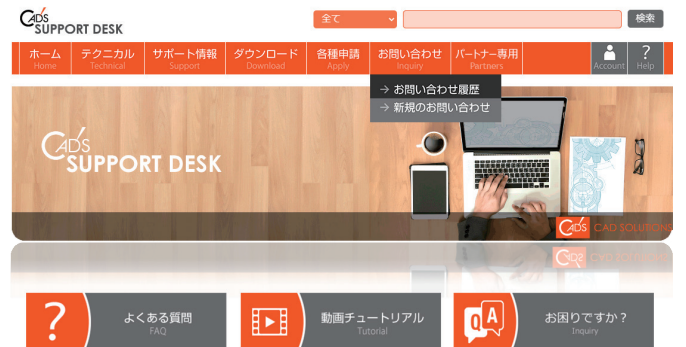 CADS
SUPPORT DESK
全て
検索
ホーム
Home
テクニカル
Technical
サポート情報
Support
ダウンロード
Download
各種申請
Apply
お問い合わせ
Inquiry
パートナー専用
Partners
Account
?
Help
→ お問い合わせ履歴
→ 新規のお問い合わせ
CADS
SUPPORT DESK
CADS CAD SOLUTIONS
?
よくある質問
FAQ
動画チュートリアル
Tutorial
Q A
お困りですか？
Inquiry